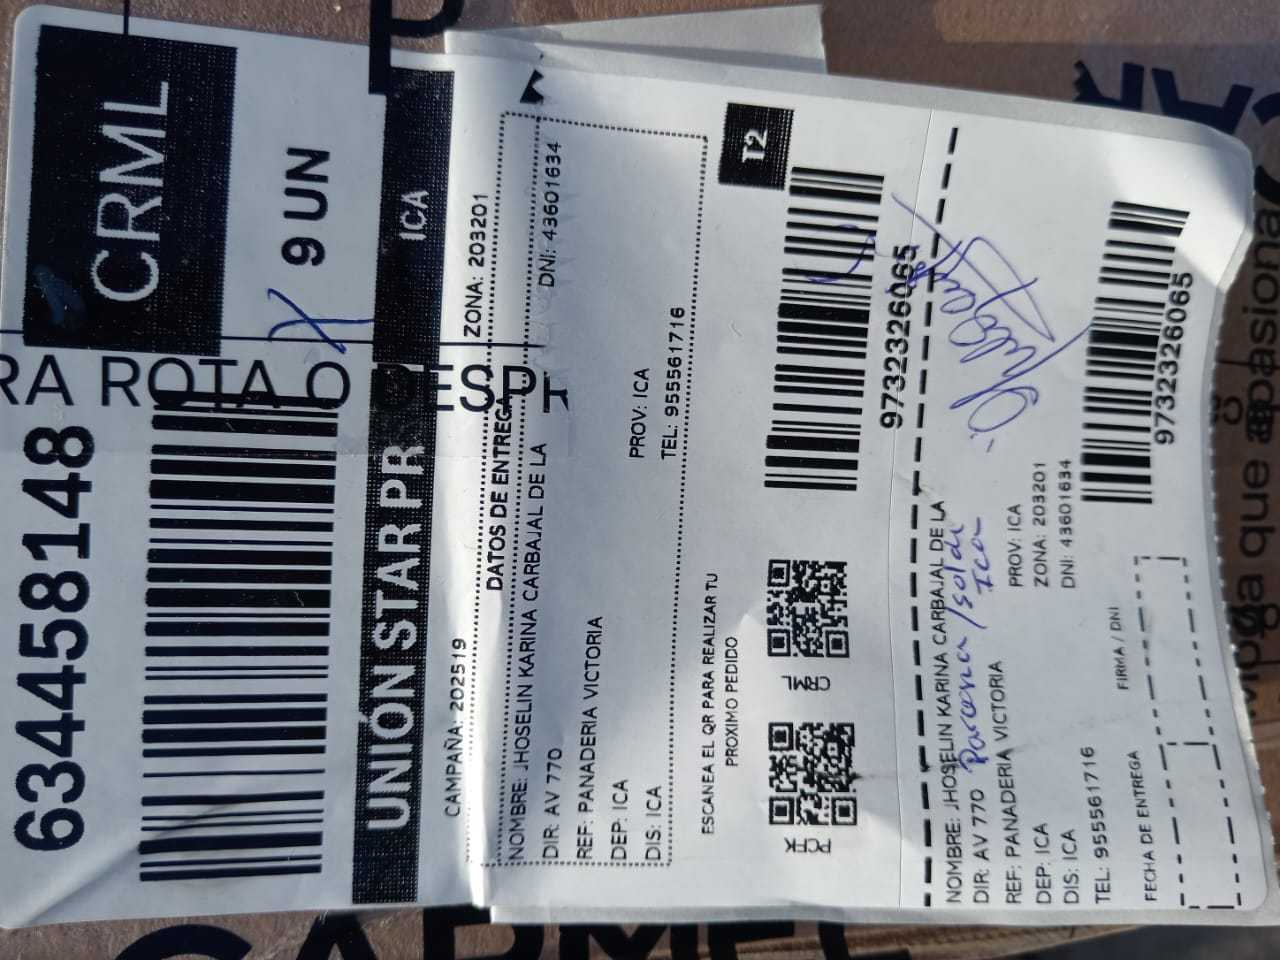 6344458148
CRML
9 UN
RA ROTA O
UNIÓN STAR PR
ICA
CAMPAÑA: 202519
ZONA: 203201
DATOS DE ENTREGA
NOMBRE: JHOSELIN KARINA CARBAJAL DE LA
DNI: 43601634
DIR: AV 770
REF: PANADERIA VICTORIA
DEP: ICA
PROV: ICA
DIS: ICA
TEL: 955561716
ESCANEA EL QR PARA REALIZAR TU
PROXIMO PEDIDO
T2
PCFK
CRML
9732326065
NOMBRE: JHOSELIN KARINA CARBAJAL DE LA
DIR: AV 770
REF: PANADERIA VICTORIA
DEP: ICA
PROV: ICA
DIS: ICA
ZONA: 203201
TEL: 955561716
DNI: 43601634
Ica
FECHA DE ENTREGA
FIRMA / DNI
9732326065
que apasiona